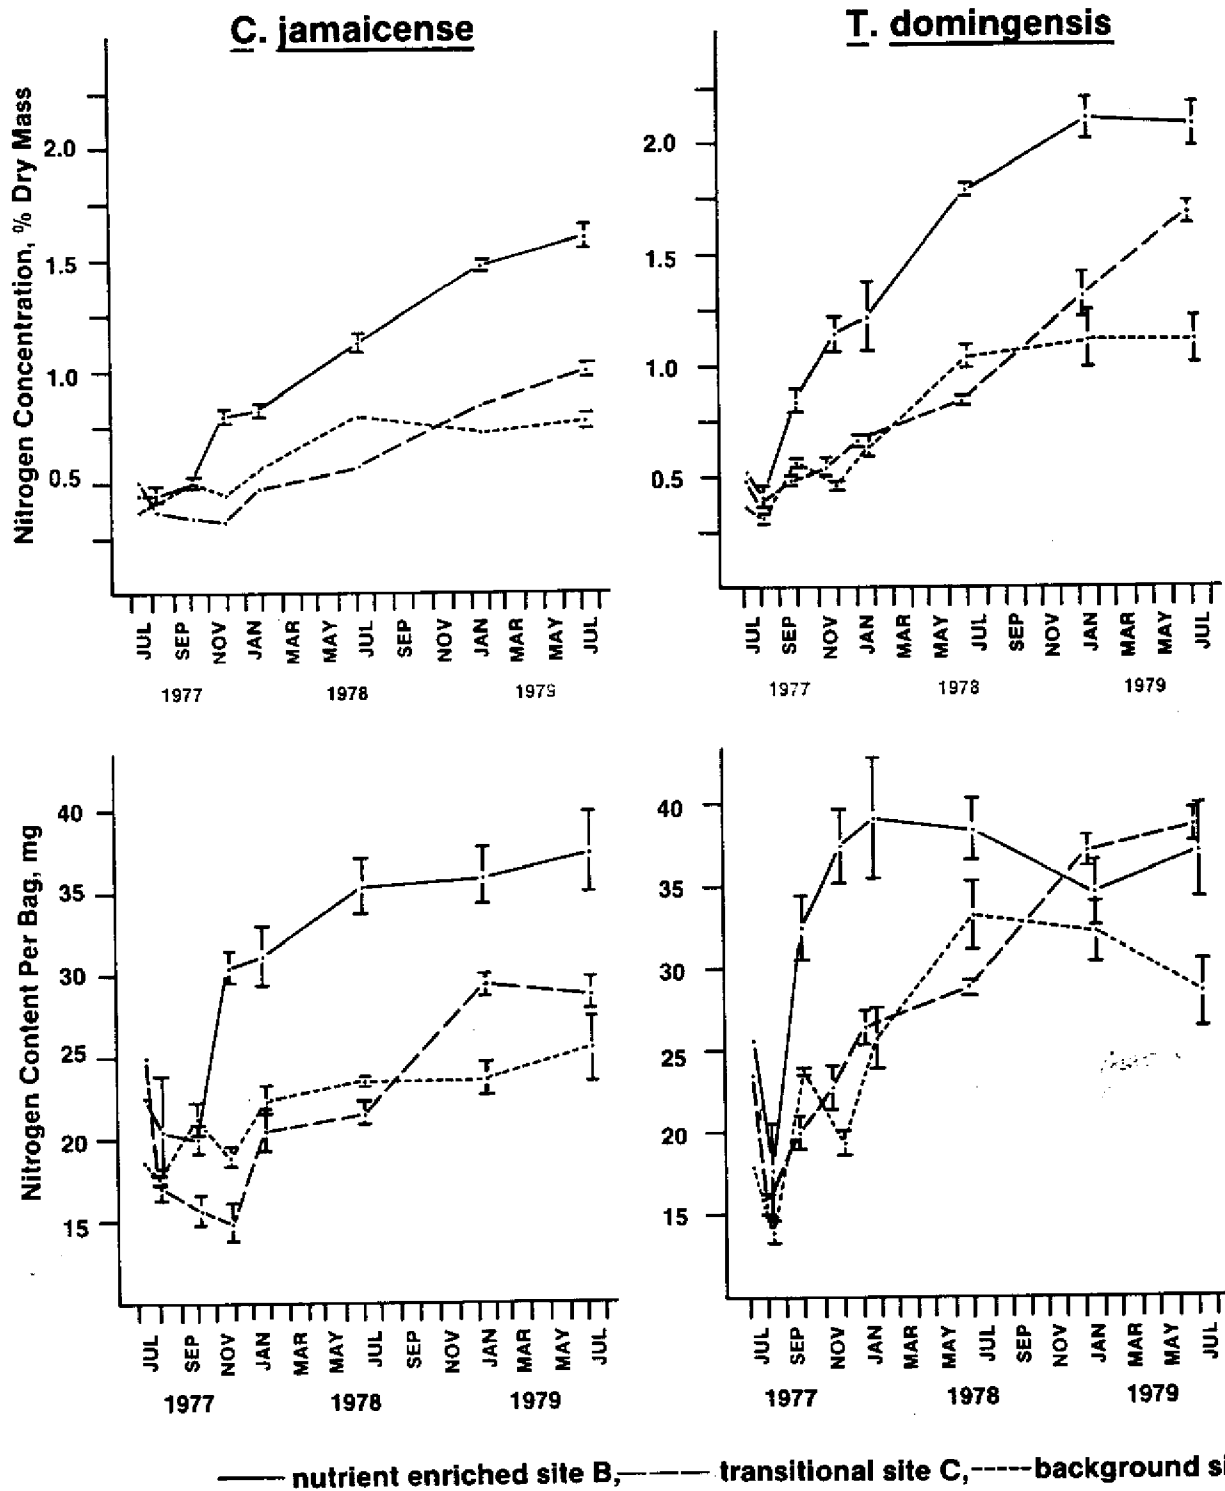 C. jamaicense
T. domingensis
Nitrogen Concentration, % Dry Mass
2.0
1.5
1.0
0.5
2.0
1.5
1.0
0.5
JUL SEP NOV JAN MAR MAY JUL SEP NOV JAN MAR MAY JUL
1977 1978 1979
JUL SEP NOV JAN MAR MAY JUL SEP NOV JAN MAR MAY JUL
1977 1978 1979
Nitrogen Content Per Bag, mg
40
35
30
25
20
15
40
35
30
25
20
15
JUL SEP NOV JAN MAR MAY JUL SEP NOV JAN MAR MAY JUL
1977 1978 1979
JUL SEP NOV JAN MAR MAY JUL SEP NOV JAN MAR MAY JUL
1977 1978 1979
nutrient enriched site B, transitional site C, background si